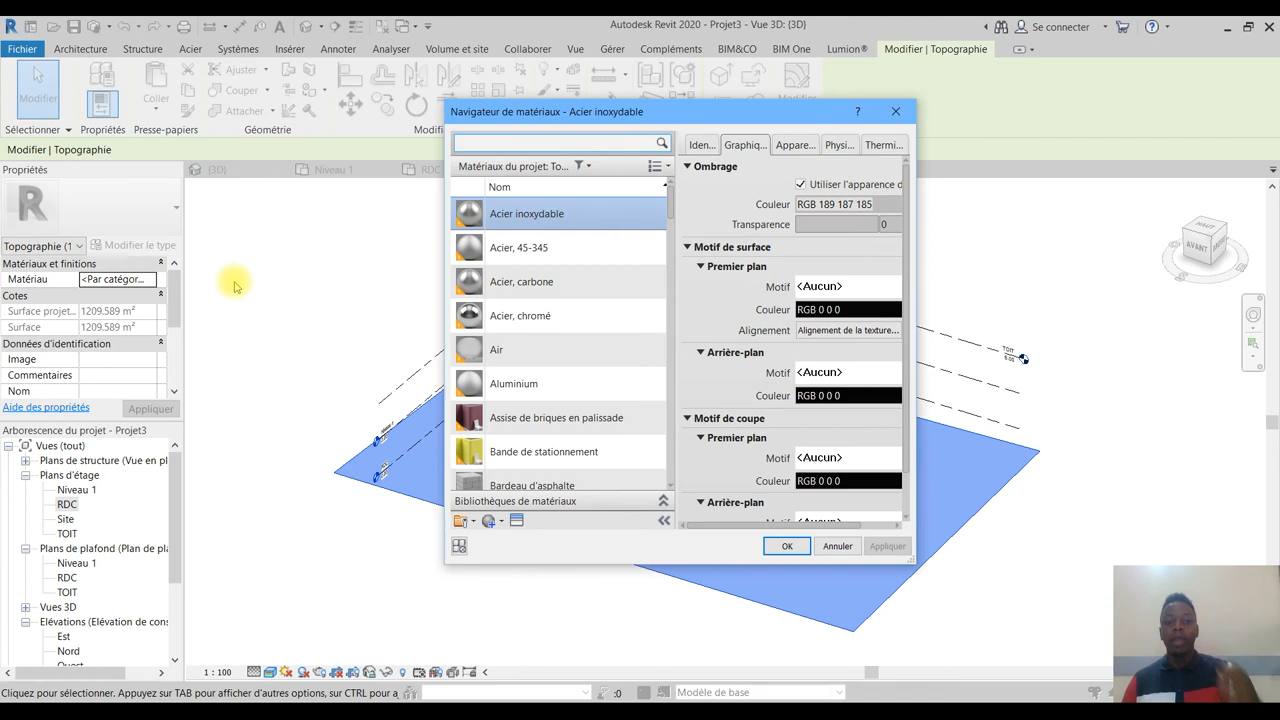 Autodesk Revit 2020 - Projet3 - Vue 3D: {3D}
Se connecter
Fichier Architecture Structure Acier Systèmes Insérer Annoter Analyser Volume et site Collaborer Vue Gérer Compléments BIM&CO BIM One Lumion® Modifier | Topographie
Modifier
Coller
Ajuster
Couper
Attacher
Sélectionner Propriétés Presse-papiers Géométrie
Modifier | Topographie
Propriétés
{3D}
Niveau 1
Topographie (1
Modifier le type
Matériaux et finitions
Matériau <Par catégor...
Cotes
Surface projet... 1209.589 m²
Surface 1209.589 m²
Données d'identification
Image
Commentaires
Nom
Aide des propriétés
Appliquer
Arborescence du projet - Projet3
Vues (tout)
Plans de structure (Vue en pl
Plans d'étage
Niveau 1
RDC
Site
TOIT
Plans de plafond (Plan de pla
Niveau 1
RDC
TOIT
Vues 3D
Elévations (Elévation de cons
Est
Nord
Navigateur de matériaux - Acier inoxydable
?
Matériaux du projet: To...
Nom
Acier inoxydable
Acier, 45-345
Acier, carbone
Acier, chromé
Air
Aluminium
Assise de briques en palissade
Bande de stationnement
Bardeau d'asphalte
Bibliothèques de matériaux
Iden... Graphiq... Appare... Physi... Thermi...
Ombrage
Utiliser l'apparence d
Couleur RGB 189 187 185
Transparence 0
Motif de surface
Premier plan
Motif <Aucun>
Couleur RGB 0 0 0
Alignement Alignement de la texture...
Arrière-plan
Motif <Aucun>
Couleur RGB 0 0 0
Motif de coupe
Premier plan
Motif <Aucun>
Couleur RGB 0 0 0
Arrière-plan
OK Annuler Appliquer
TOIT
HAUT
AVANT
1 : 100
Cliquez pour sélectionner. Appuyez sur TAB pour afficher d'autres options, sur CTRL pour a
:0
Modèle de base